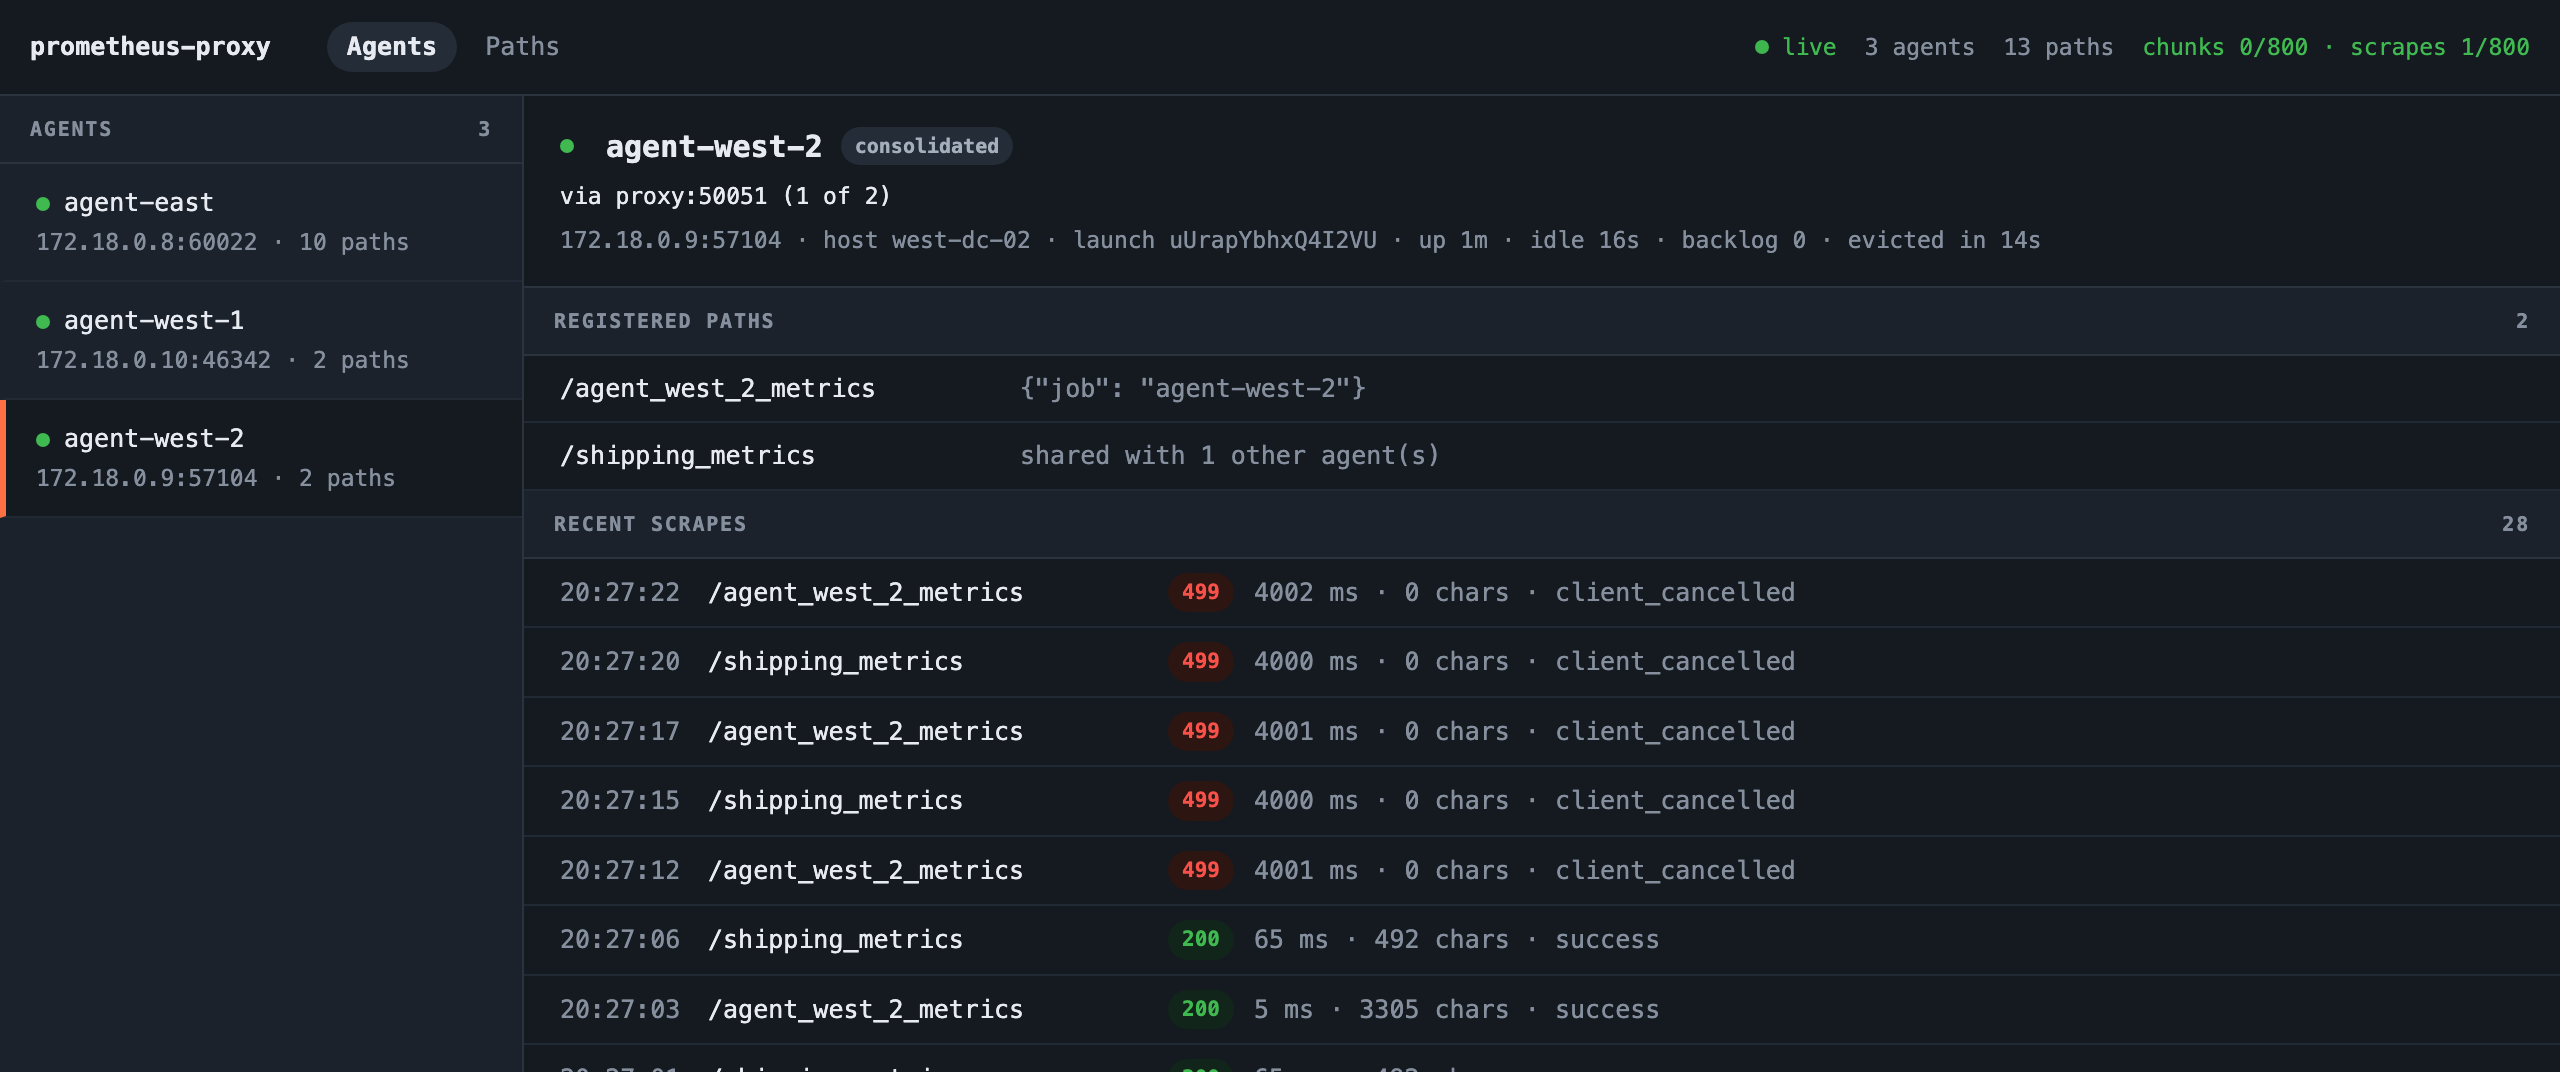 prometheus-proxy Agents Paths live 3 agents 13 paths chunks 0/800 · scrapes 1/800
AGENTS 3
agent-east
172.18.0.8:60022 · 10 paths
agent-west-1
172.18.0.10:46342 · 2 paths
agent-west-2
172.18.0.9:57104 · 2 paths
agent-west-2 consolidated
via proxy:50051 (1 of 2)
172.18.0.9:57104 · host west-dc-02 · launch uUrapYbhxQ4I2VU · up 1m · idle 16s · backlog 0 · evicted in 14s
REGISTERED PATHS 2
/agent_west_2_metrics {"job": "agent-west-2"}
/shipping_metrics shared with 1 other agent(s)
RECENT SCRAPES 28
20:27:22 /agent_west_2_metrics 499 4002 ms · 0 chars · client_cancelled
20:27:20 /shipping_metrics 499 4000 ms · 0 chars · client_cancelled
20:27:17 /agent_west_2_metrics 499 4001 ms · 0 chars · client_cancelled
20:27:15 /shipping_metrics 499 4000 ms · 0 chars · client_cancelled
20:27:12 /agent_west_2_metrics 499 4001 ms · 0 chars · client_cancelled
20:27:06 /shipping_metrics 200 65 ms · 492 chars · success
20:27:03 /agent_west_2_metrics 200 5 ms · 3305 chars · success